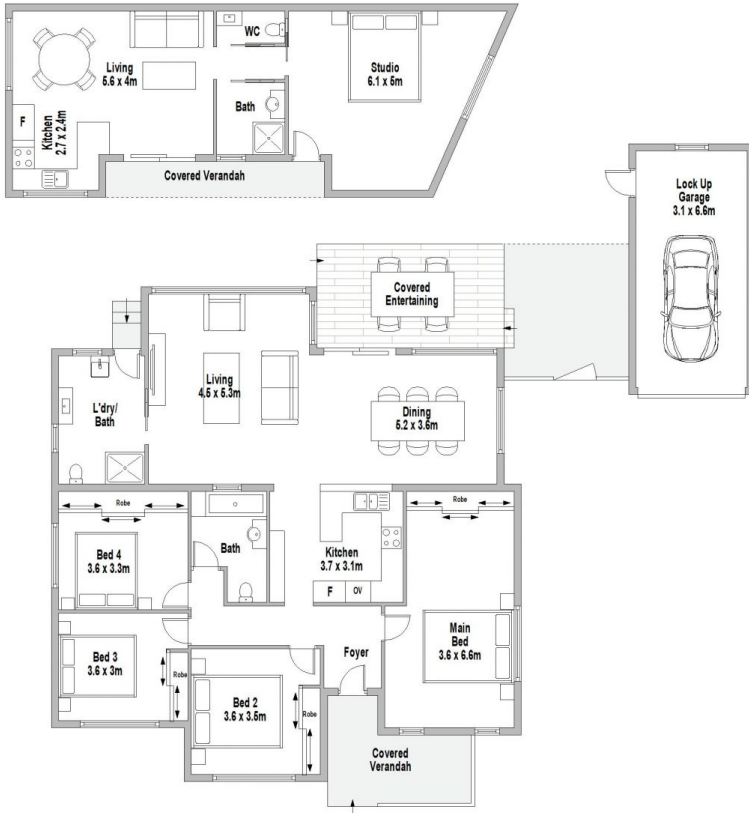 WC
Living
5.6 x 4m
Studio
6.1 x 5m
Bath
F
Kitchen
2.7 x 2.4m
Covered Verandah
Lock Up
Garage
3.1 x 6.6m
Covered
Entertaining
Living
4.5 x 5.3m
Dining
5.2 x 3.6m
L'dry/
Bath
Robe
Robe
Bed 4
3.6 x 3.3m
Bath
Kitchen
3.7 x 3.1m
F
OV
Main
Bed
3.6 x 6.6m
Foyer
Bed 3
3.6 x 3m
Robe
Bed 2
3.6 x 3.5m
Robe
Covered
Verandah